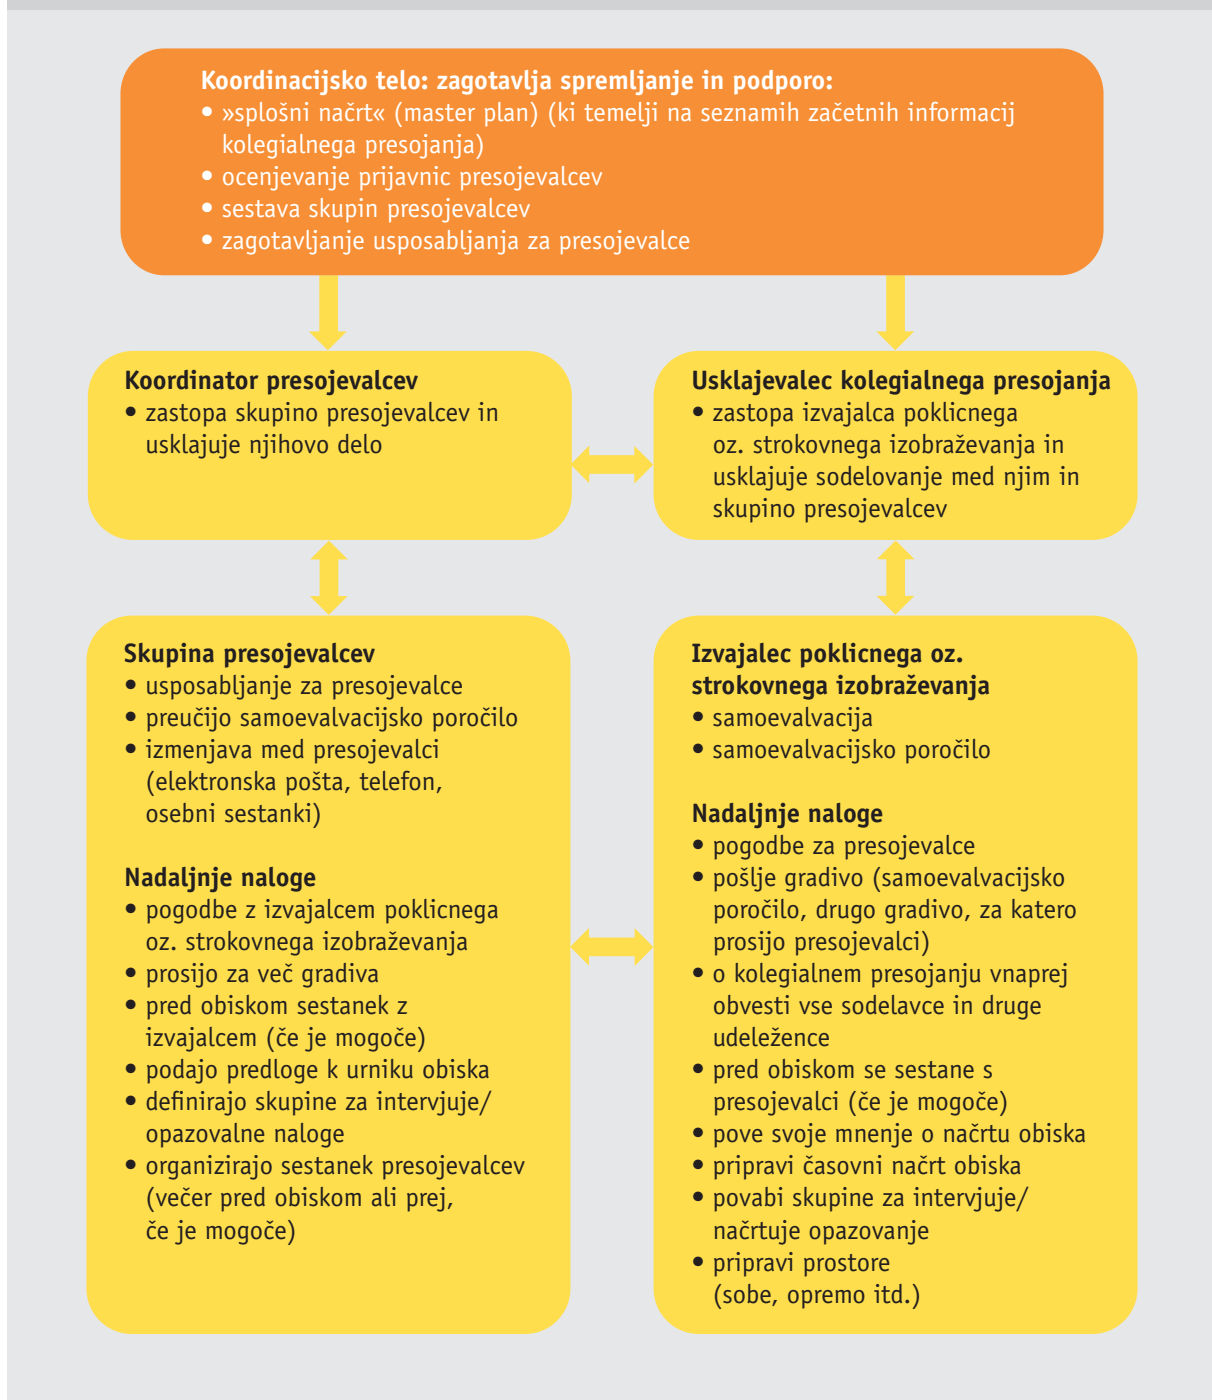 Koordinacijsko telo: zagotavlja spremljanje in podporo:
• »splošni načrt« (master plan) (ki temelji na seznamih začetnih informacij
kolegialnega presojanja)
• ocenjevanje prijavnic presojevalcev
• sestava skupin presojevalcev
• zagotavljanje usposabljanja za presojevalce
Koordinator presojevalcev
• zastopa skupino presojevalcev in
usklajuje njihovo delo
Usklajevalec kolegialnega presojanja
• zastopa izvajalca poklicnega
oz. strokovnega izobraževanja in
usklajuje sodelovanje med njim in
skupino presojevalcev
Skupina presojevalcev
• usposabljanje za presojevalce
• preučijo samoevalvacijsko poročilo
• izmenjava med presojevalci
(elektronska pošta, telefon,
osebni sestanki)
Nadaljnje naloge
• pogodbe z izvajalcem poklicnega
oz. strokovnega izobraževanja
• prosijo za več gradiva
• pred obiskom sestanek z
izvajalcem (če je mogoče)
• podajo predloge k urniku obiska
• definirajo skupine za intervjuje/
opazovalne naloge
• organizirajo sestanek presojevalcev
(večer pred obiskom ali prej,
če je mogoče)
Izvajalec poklicnega oz.
strokovnega izobraževanja
• samoevalvacija
• samoevalvacijsko poročilo
Nadaljnje naloge
• pogodbe za presojevalce
• pošlje gradivo (samoevalvacijsko
poročilo, drugo gradivo, za katero
prosijo presojevalci)
• o kolegialnem presojanju vnaprej
obvesti vse sodelavce in druge
udeležence
• pred obiskom se sestane s
presojevalci (če je mogoče)
• pove svoje mnenje o načrtu obiska
• pripravi časovni načrt obiska
• povabi skupine za intervjuje/
načrtuje opazovanje
• pripravi prostore
(sobe, opremo itd.)